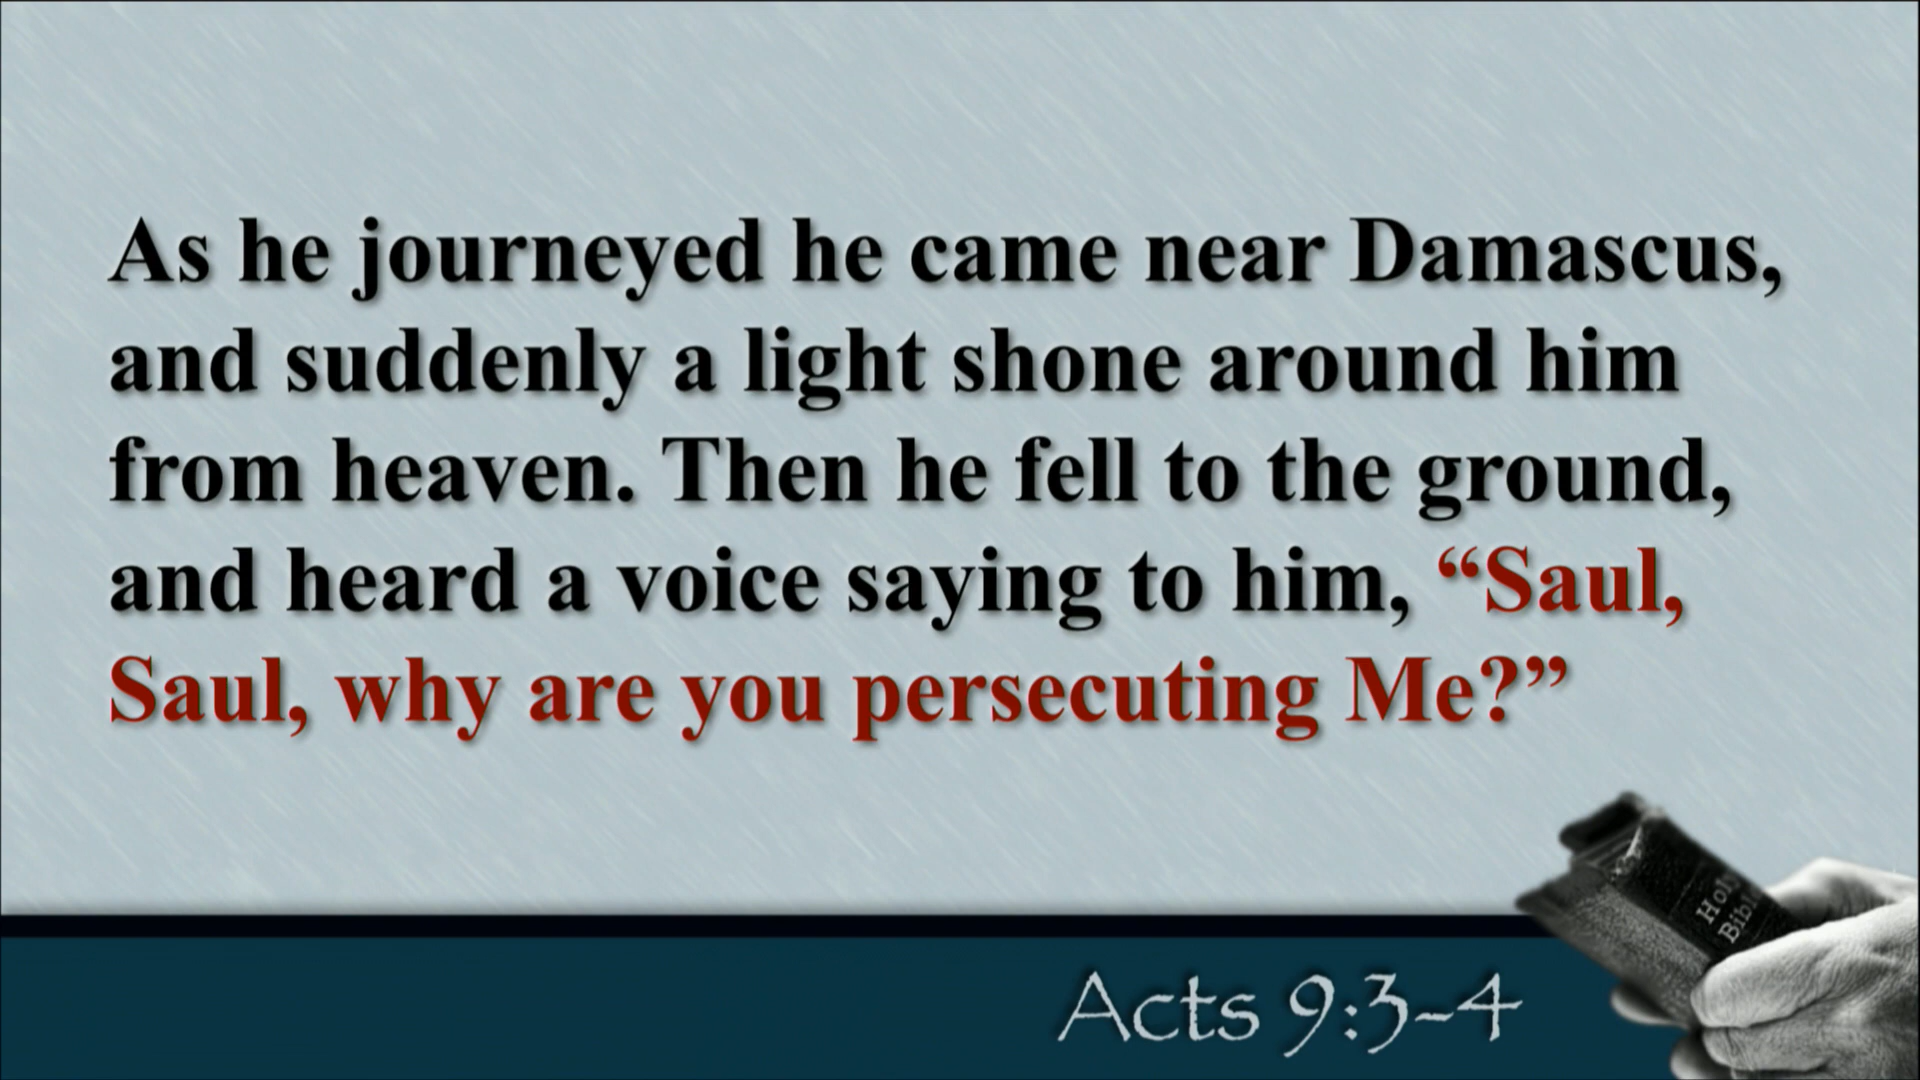 As he journeyed he came near Damascus,
and suddenly a light shone around him
from heaven. Then he fell to the ground,
and heard a voice saying to him, “Saul,
Saul, why are you persecuting Me?”
Holy
Bible
Acts 9:3-4